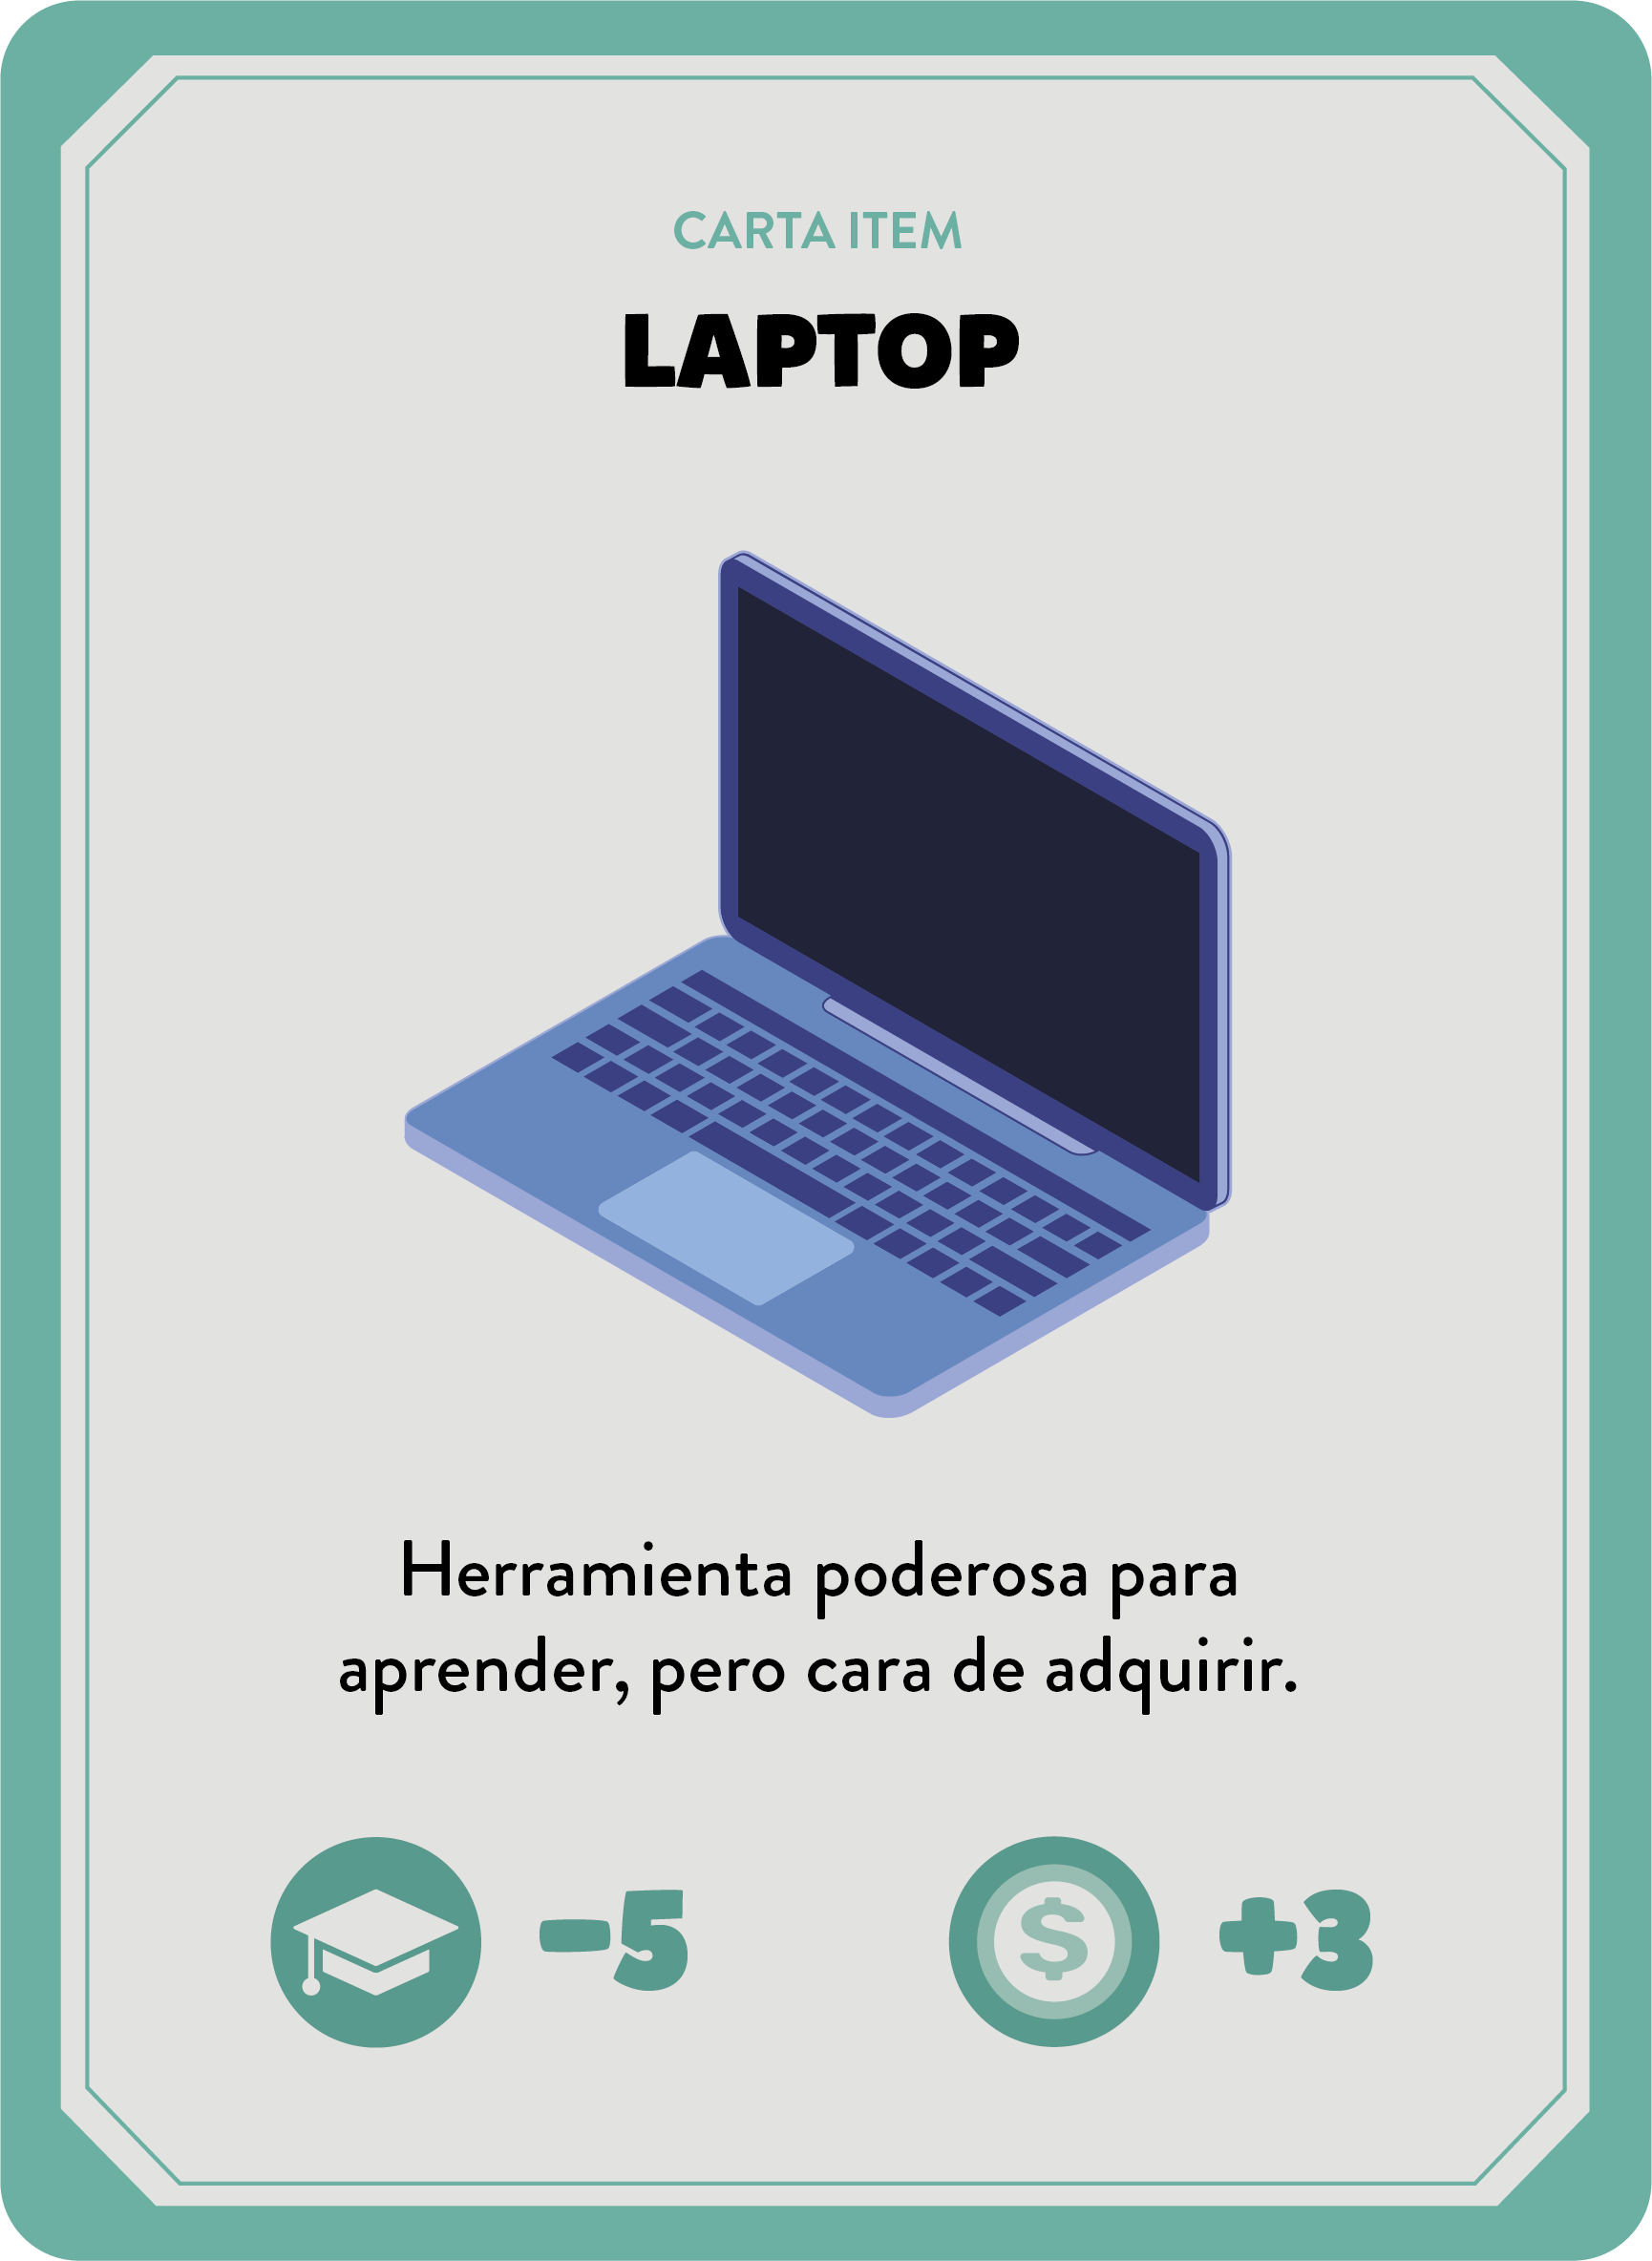 CARTA ITEM
LAPTOP
Herramienta poderosa para
aprender, pero cara de adquirir.
-5
$ +3